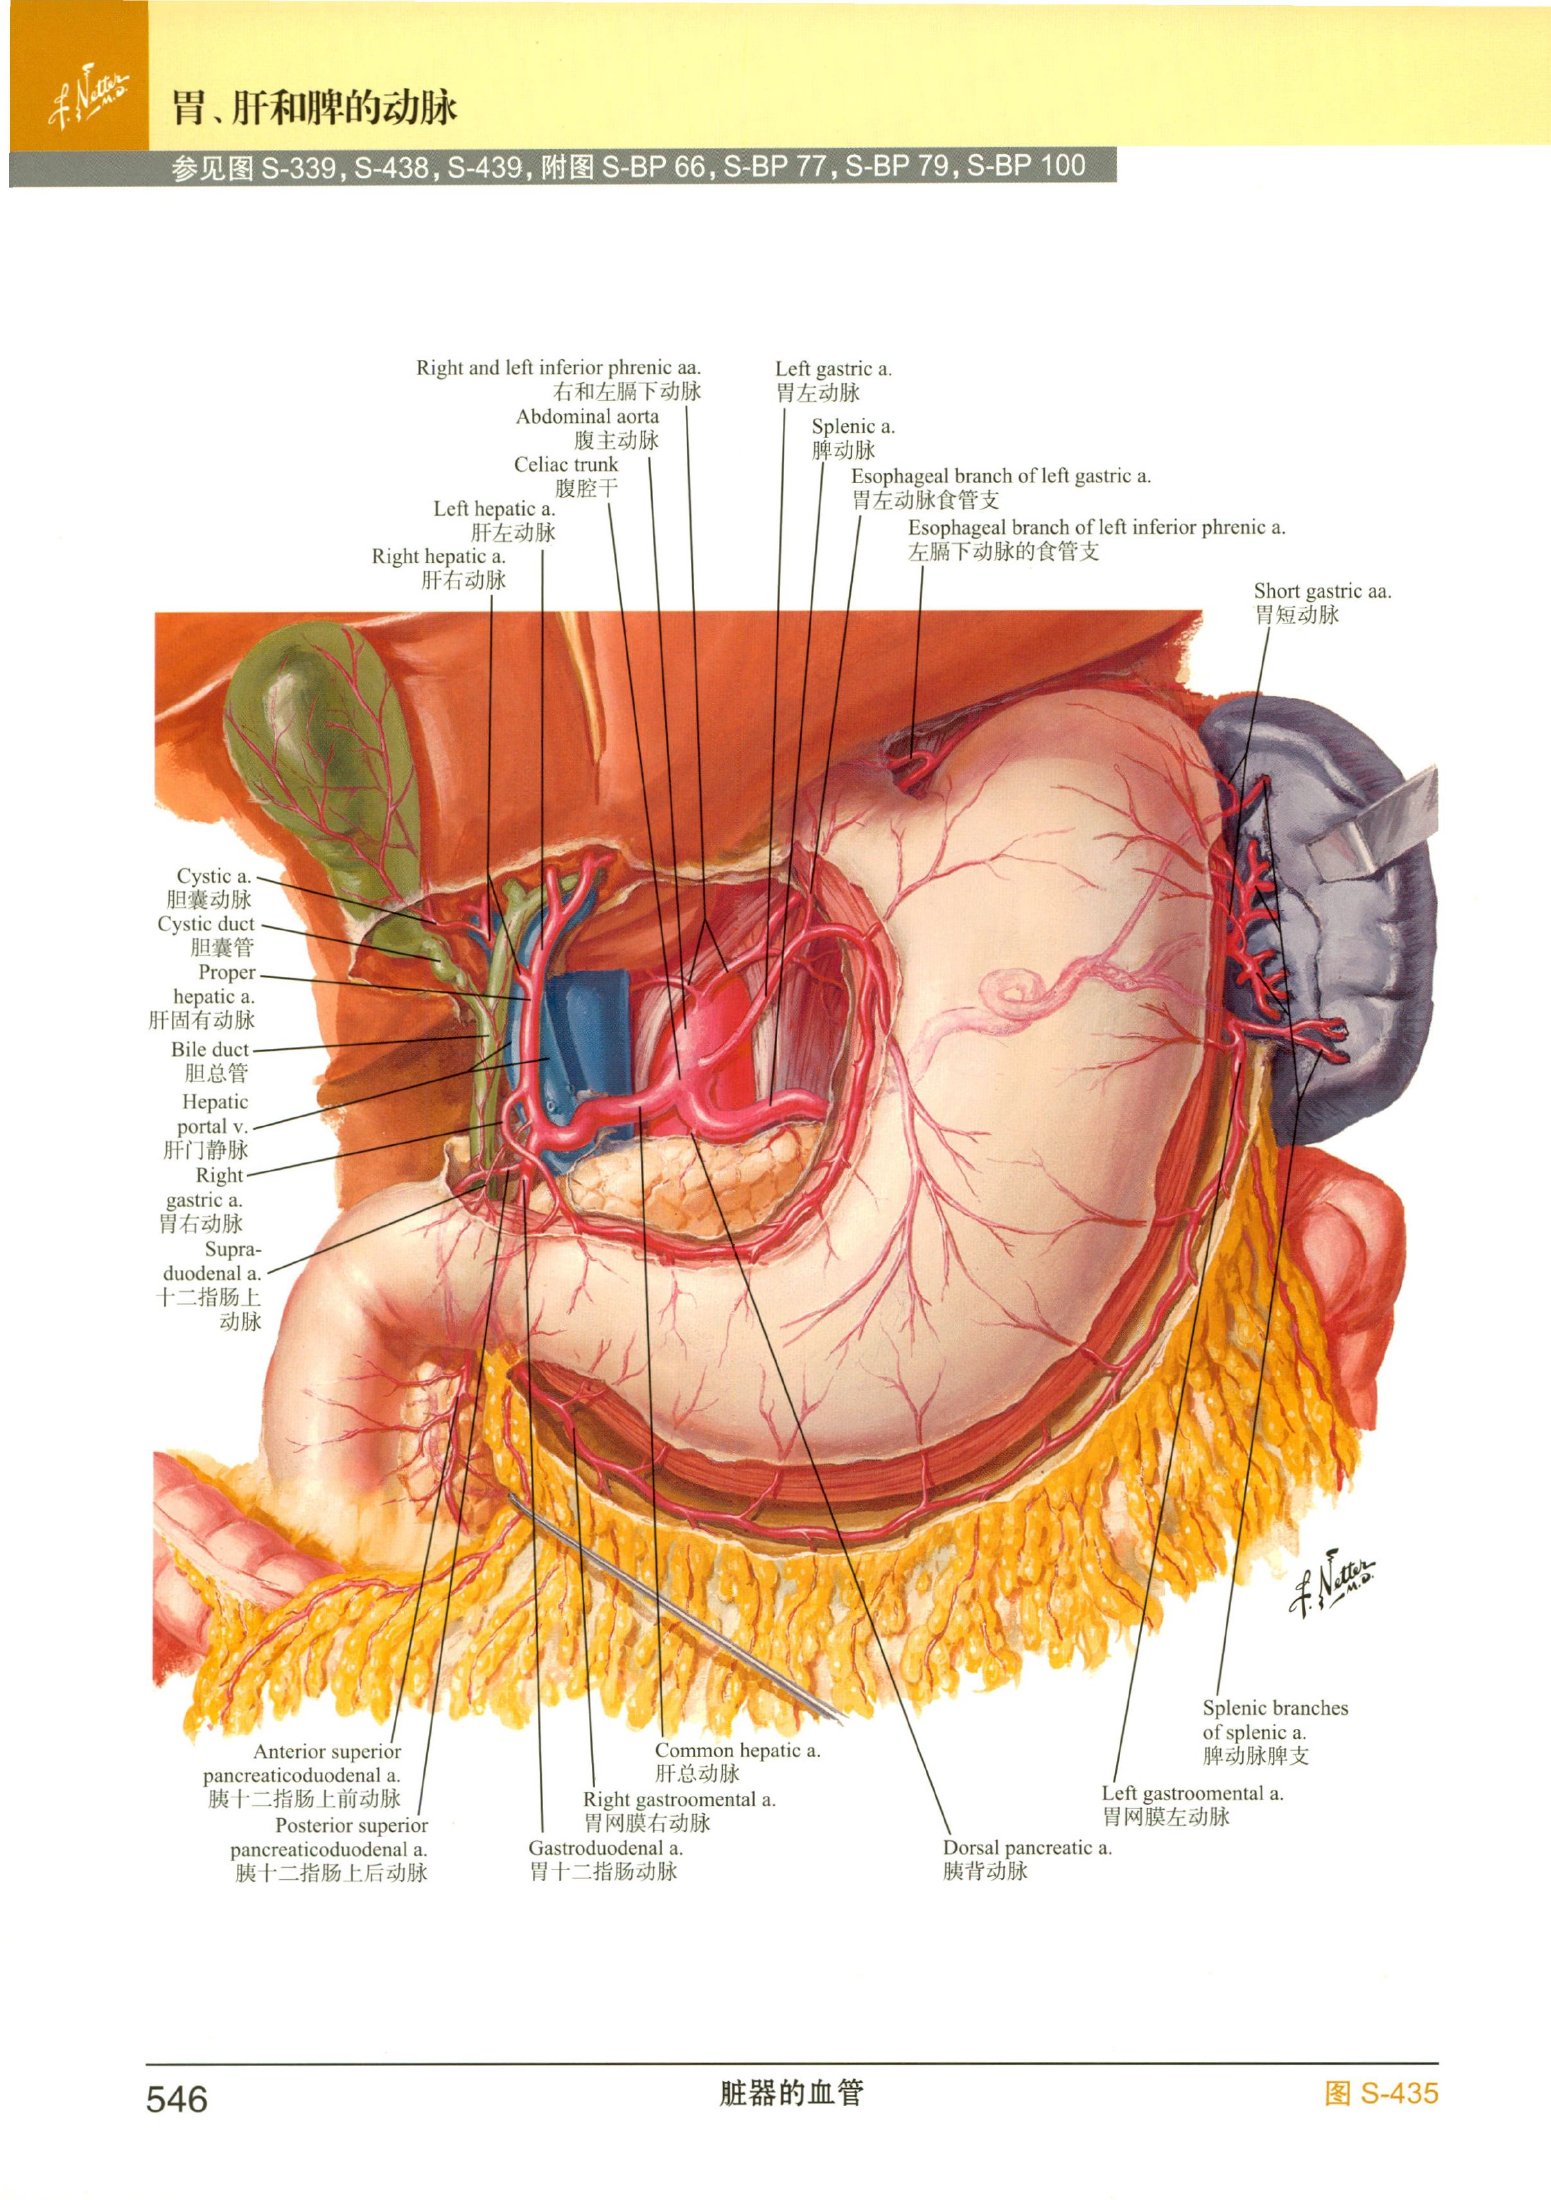 F. Netter M.D.
胃、肝和脾的动脉
参见图 S-339, S-438, S-439, 附图 S-BP 66, S-BP 77, S-BP 79, S-BP 100
Right and left inferior phrenic aa.
右和左膈下动脉
Abdominal aorta
腹主动脉
Celiac trunk
腹腔干
Left hepatic a.
肝左动脉
Right hepatic a.
肝右动脉
Left gastric a.
胃左动脉
Splenic a.
脾动脉
Esophageal branch of left gastric a.
胃左动脉食管支
Esophageal branch of left inferior phrenic a.
左膈下动脉的食管支
Short gastric aa.
胃短动脉
Cystic a.
胆囊动脉
Cystic duct
胆囊管
Proper
hepatic a.
肝固有动脉
Bile duct
胆总管
Hepatic
portal v.
肝门静脉
Right
gastric a.
胃右动脉
Supra-
duodenal a.
十二指肠上
动脉
F. Netter M.D.
Anterior superior
pancreaticoduodenal a.
胰十二指肠上前动脉
Posterior superior
pancreaticoduodenal a.
胰十二指肠上后动脉
Common hepatic a.
肝总动脉
Right gastroomental a.
胃网膜右动脉
Gastroduodenal a.
胃十二指肠动脉
Splenic branches
of splenic a.
脾动脉脾支
Left gastroomental a.
胃网膜左动脉
Dorsal pancreatic a.
胰背动脉
546
脏器的血管
图 S-435